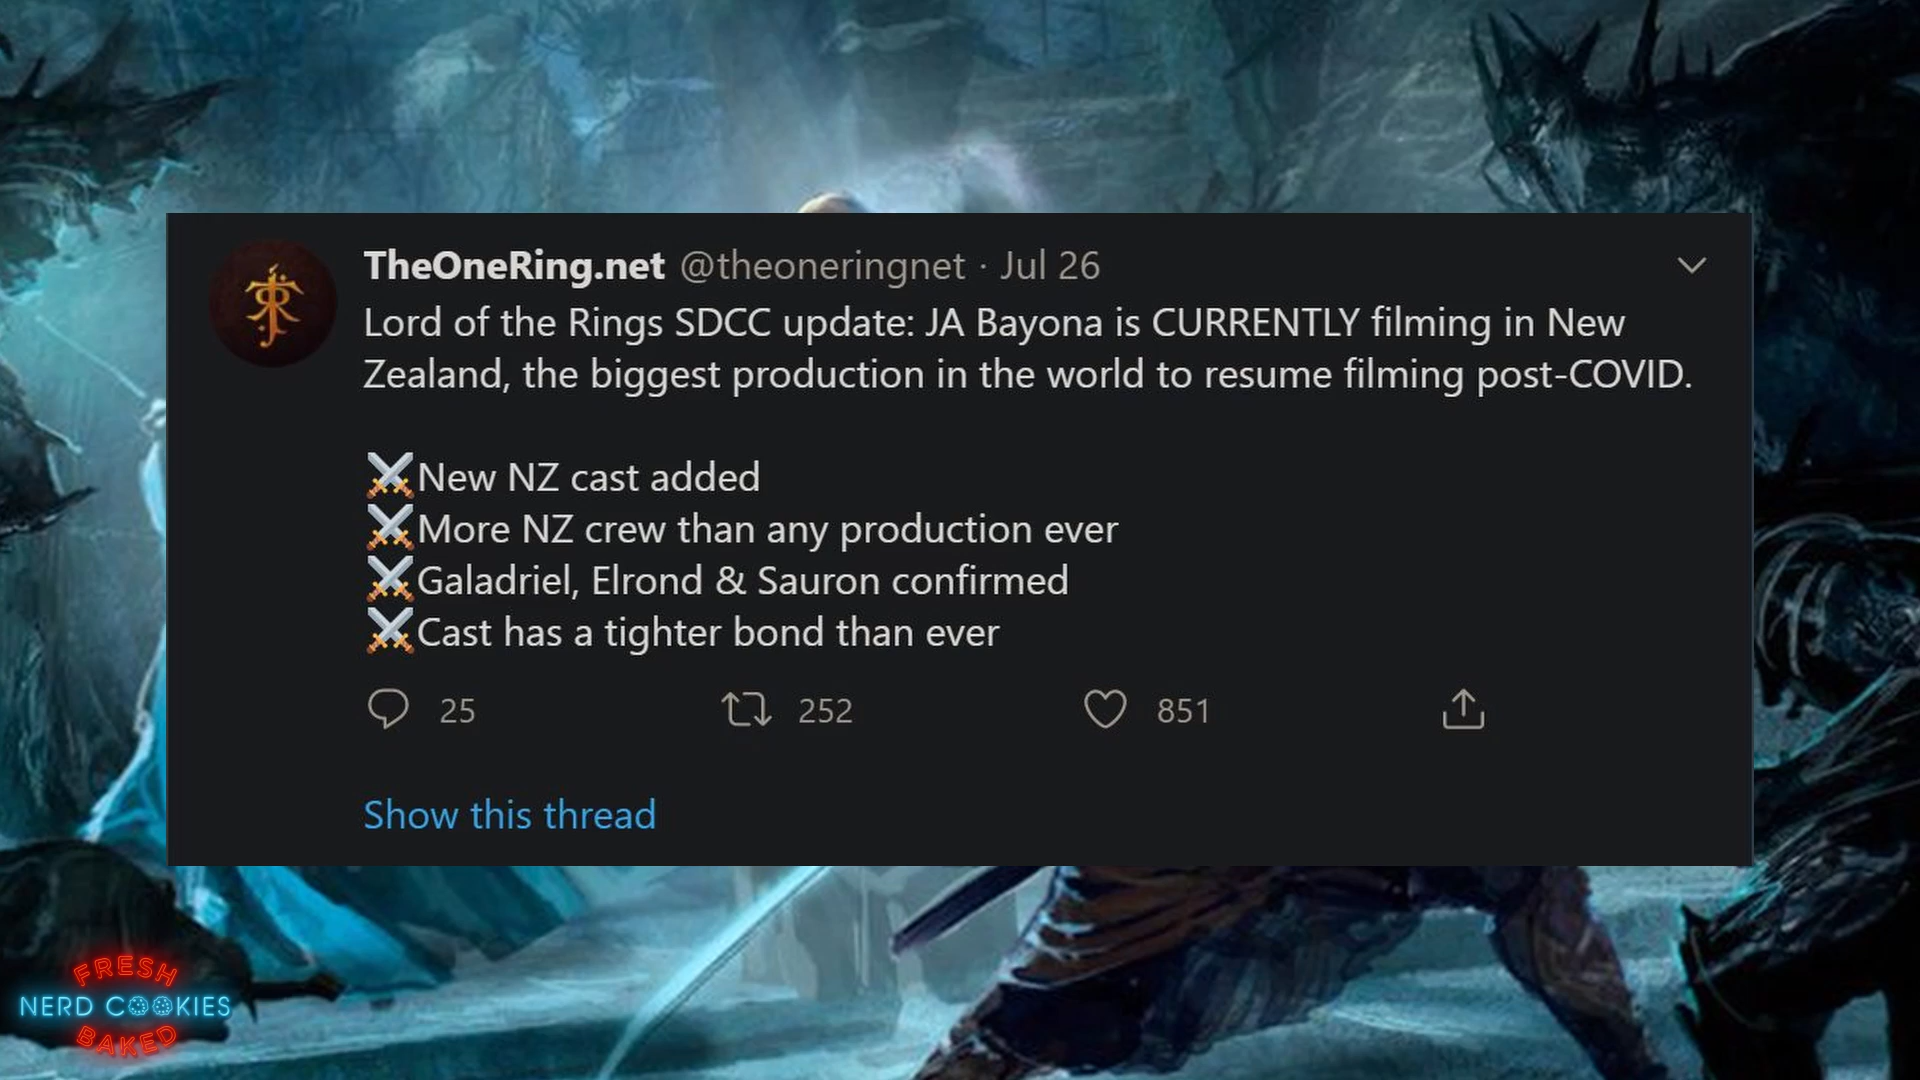 TheOneRing.net @theoneringnet · Jul 26
Lord of the Rings SDCC update: JA Bayona is CURRENTLY filming in New
Zealand, the biggest production in the world to resume filming post-COVID.
⚔️New NZ cast added
⚔️More NZ crew than any production ever
⚔️Galadriel, Elrond & Sauron confirmed
⚔️Cast has a tighter bond than ever
25 252 851
Show this thread
FRESH
NERD COOKIES
BAKED